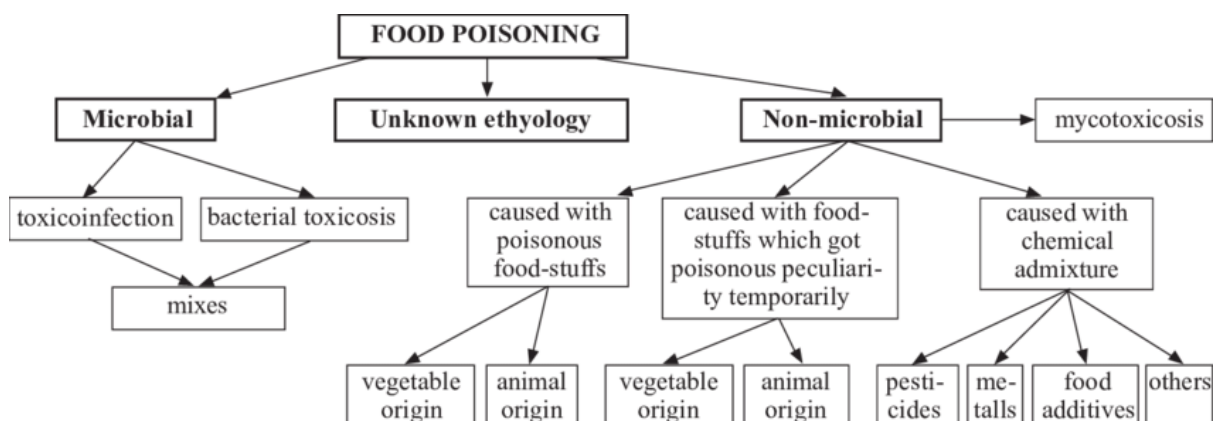 FOOD POISONING
Microbial
Unknown ethyology
Non-microbial
mycotoxicosis
toxicoinfection
bacterial toxicosis
mixes
caused with
poisonous
food-stuffs
caused with food-
stuffs which got
poisonous peculiari-
ty temporarily
caused with
chemical
admixture
vegetable
origin
animal
origin
vegetable
origin
animal
origin
pesti-
cides
me-
talls
food
additives
others